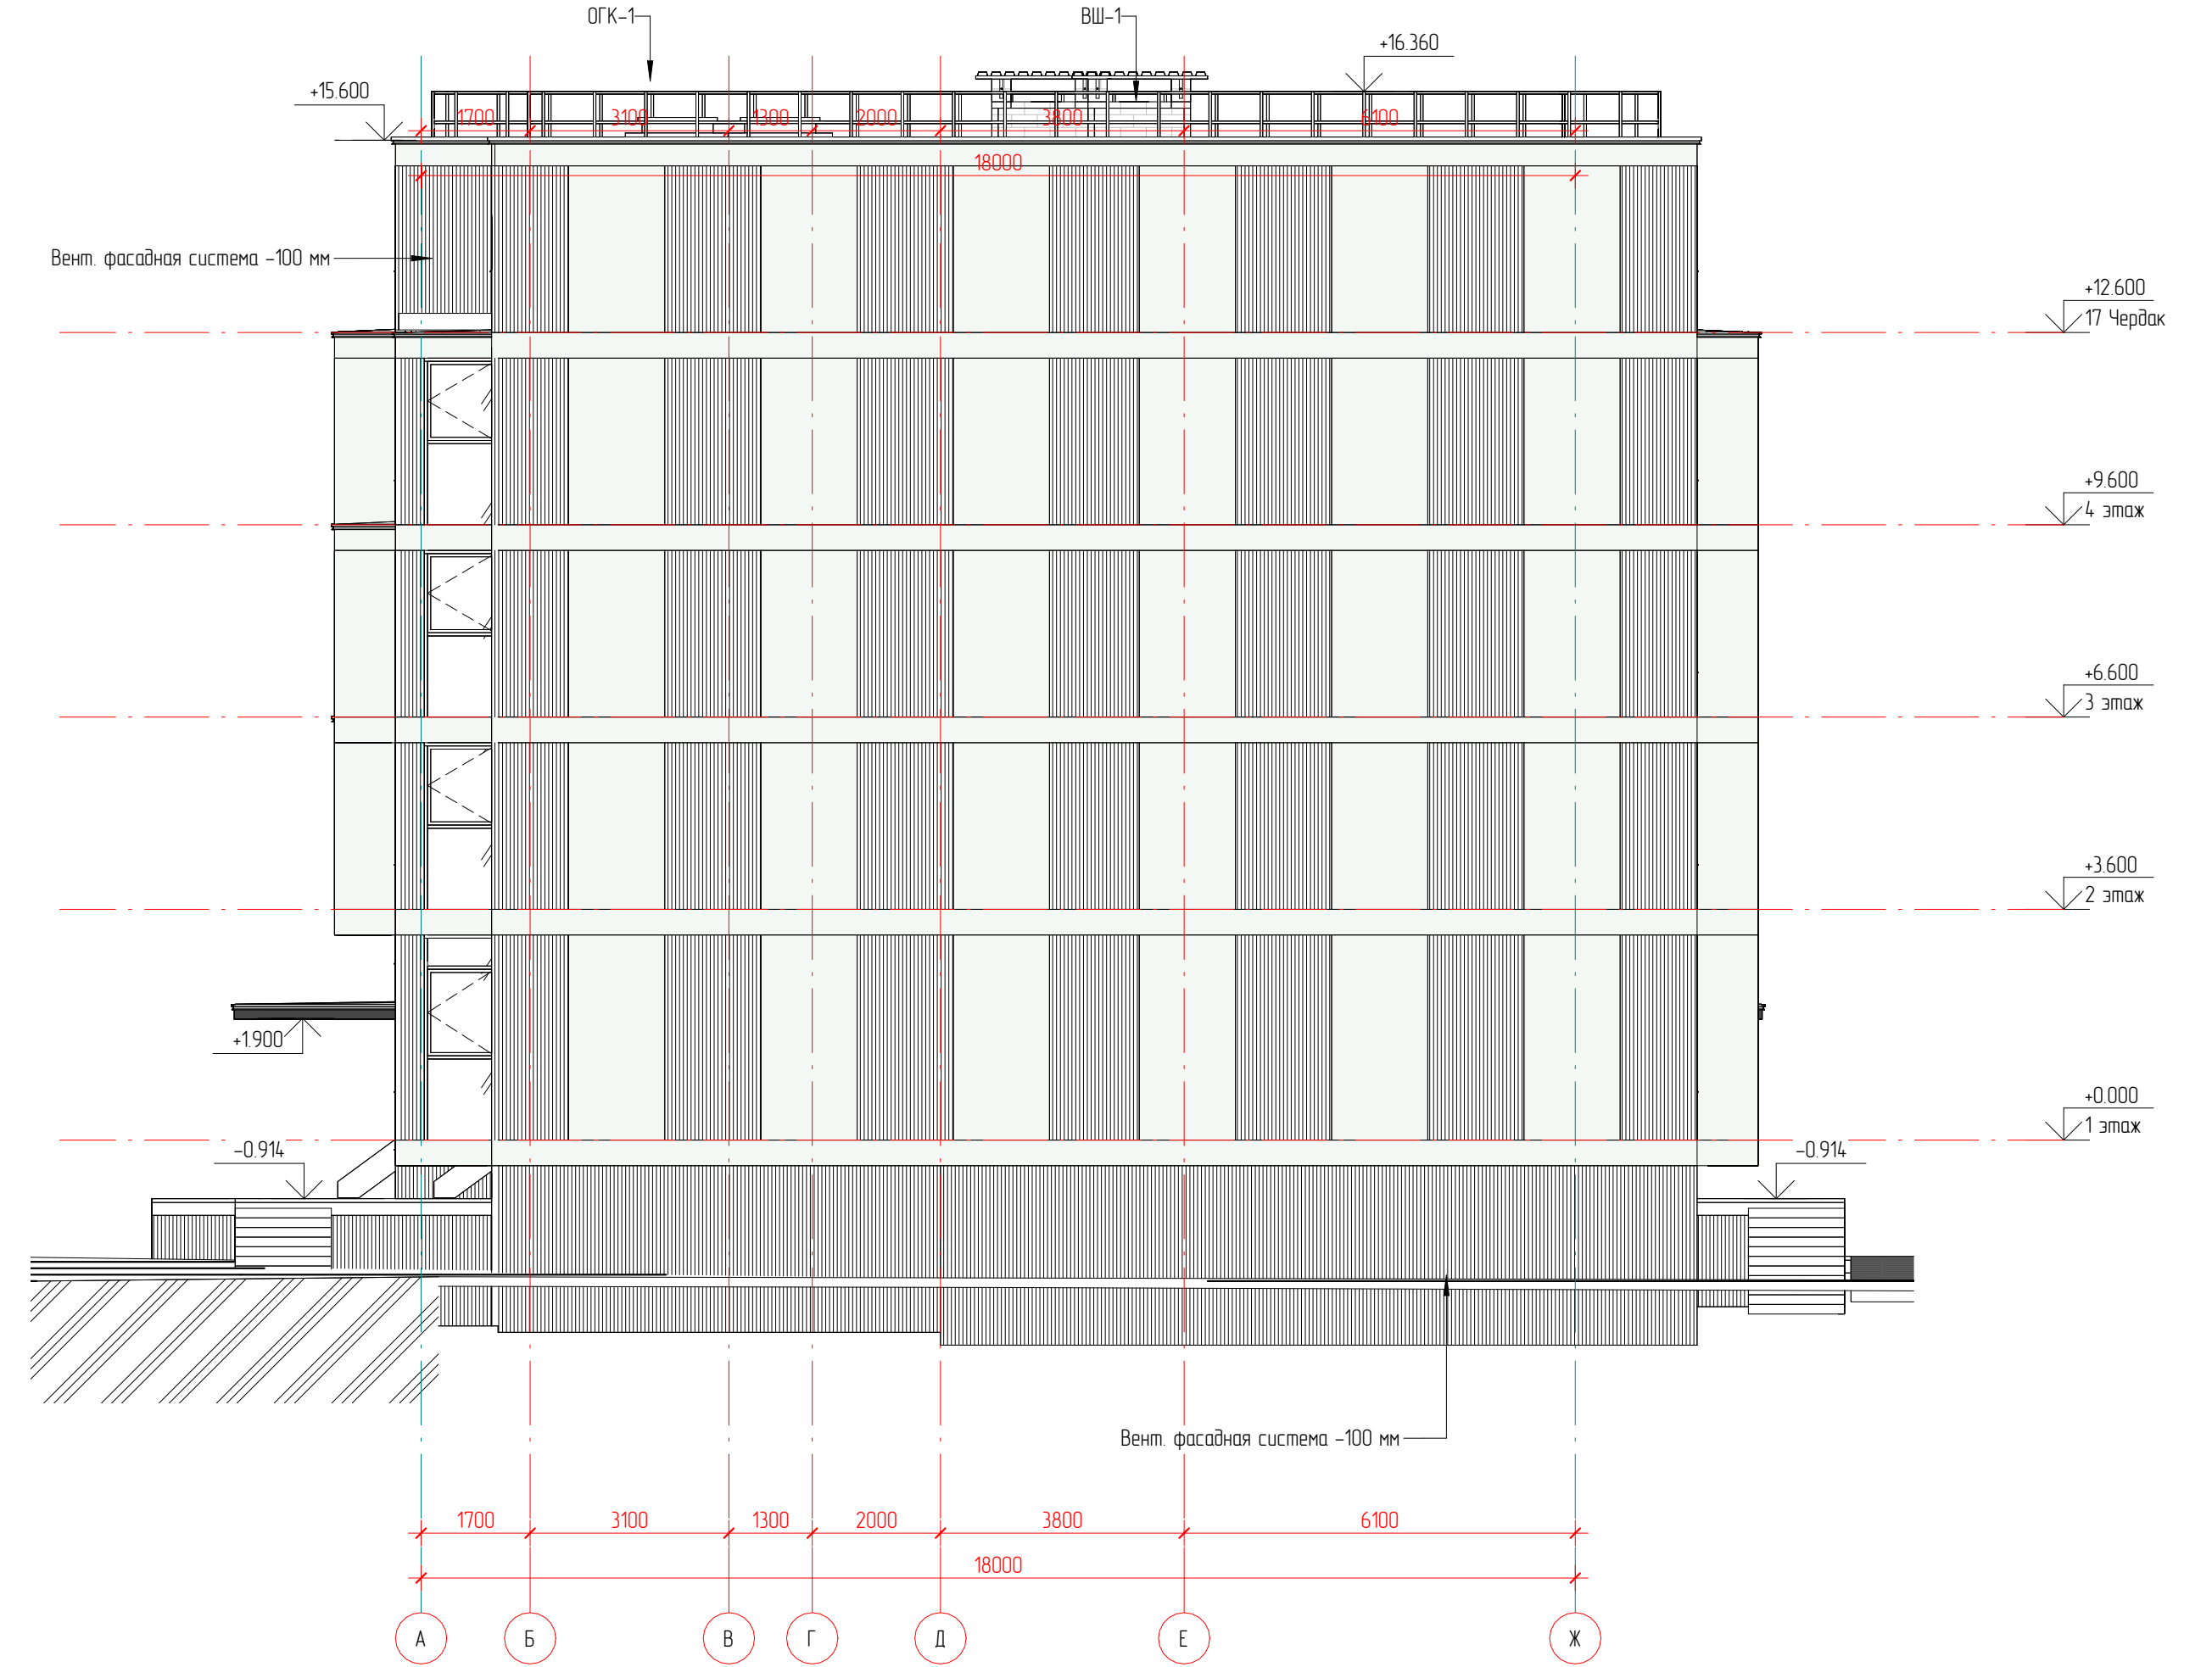 ОГК-1
ВШ-1
+16.360
+15.600
1700
3100
1300
2000
3800
6100
18000
Вент. фасадная система -100 мм
+12.600
17 Чердак
+9.600
4 этаж
+6.600
3 этаж
+3.600
2 этаж
+1.900
+0.000
1 этаж
-0.914
-0.914
Вент. фасадная система -100 мм
1700
3100
1300
2000
3800
6100
18000
А
Б
В
Г
Д
Е
Ж